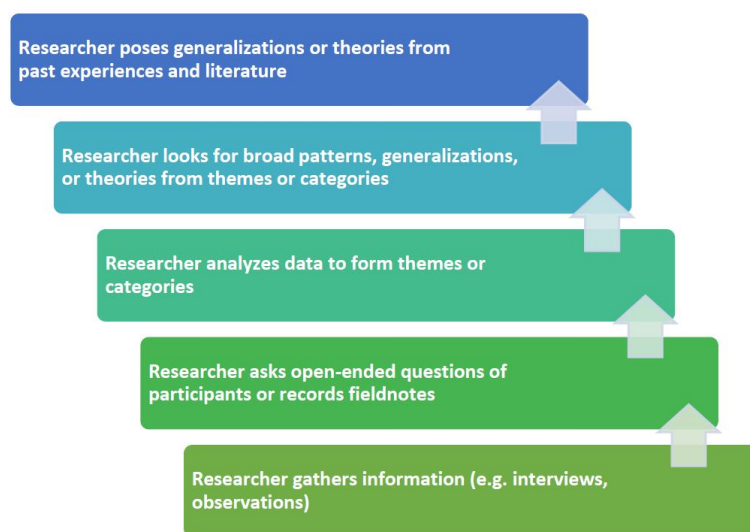 Researcher poses generalizations or theories from
past experiences and literature
Researcher looks for broad patterns, generalizations,
or theories from themes or categories
Researcher analyzes data to form themes or
categories
Researcher asks open-ended questions of
participants or records fieldnotes
Researcher gathers information (e.g. interviews,
observations)